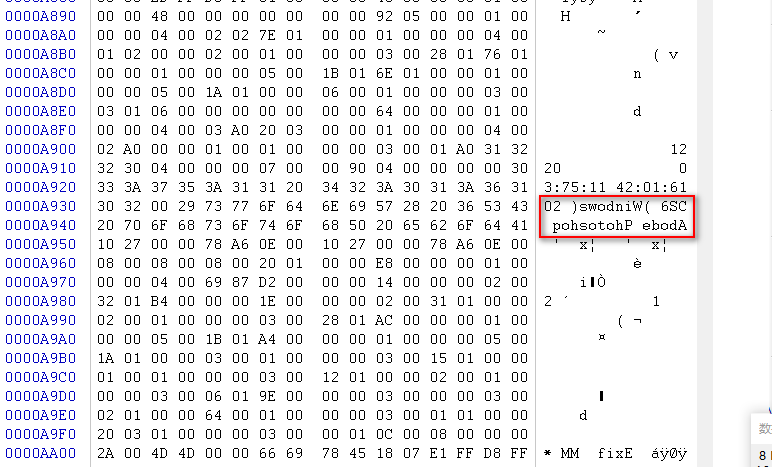 0000A890 00 00 48 00 00 00 00 00 00 00 92 05 00 00 01 00 H ´
0000A8A0 00 00 04 00 02 02 7E 01 00 00 01 00 00 00 04 00 ~
0000A8B0 01 02 00 00 02 00 01 00 00 00 03 00 28 01 76 01 ( v
0000A8C0 00 00 01 00 00 00 05 00 1B 01 6E 01 00 00 01 00 n
0000A8D0 00 00 05 00 1A 01 00 00 06 00 01 00 00 00 03 00
0000A8E0 03 01 06 00 00 00 00 00 00 00 64 00 00 01 01 00 d
0000A8F0 00 00 04 00 03 A0 20 03 00 00 01 00 00 00 04 00
0000A900 02 A0 00 00 01 00 01 00 00 00 03 00 01 A0 31 32 12
0000A910 32 30 04 00 00 00 07 00 00 90 04 00 00 00 00 30 20 0
0000A920 33 3A 37 35 3A 31 31 20 34 32 3A 30 31 3A 36 31 3:75:11 42:01:61
0000A930 30 32 00 29 73 77 6F 64 6E 69 57 28 20 36 53 43 02 )swodniW( 6SC
0000A940 20 70 6F 68 73 6F 74 6F 68 50 20 65 62 6F 64 41 pohsotohP ebodA
0000A950 10 27 00 00 78 A6 0E 00 10 27 00 00 78 A6 0E 00 ' x¦ ' x¦
0000A960 08 00 08 00 08 00 20 01 00 00 E8 00 00 00 01 00 è
0000A970 00 00 04 00 69 87 D2 00 00 00 14 00 00 00 02 00 i Ò
0000A980 32 01 B4 00 00 00 1E 00 00 00 02 00 31 01 00 00 2 ´ 1
0000A990 02 00 01 00 00 00 03 00 28 01 AC 00 00 00 01 00 ( ¬
0000A9A0 00 00 05 00 1B 01 A4 00 00 00 01 00 00 00 05 00 ¤
0000A9B0 1A 01 00 00 03 00 01 00 00 00 03 00 15 01 00 00
0000A9C0 01 00 01 00 00 00 03 00 12 01 00 00 02 00 01 00
0000A9D0 00 00 03 00 06 01 9E 00 00 00 03 00 00 00 03 00
0000A9E0 02 01 00 00 64 00 01 00 00 00 03 00 01 01 00 00 d
0000A9F0 20 03 01 00 00 00 03 00 00 01 0C 00 08 00 00 00
0000AA00 2A 00 4D 4D 00 00 66 69 78 45 18 07 E1 FF D8 FF * MM fixE áÿØÿ